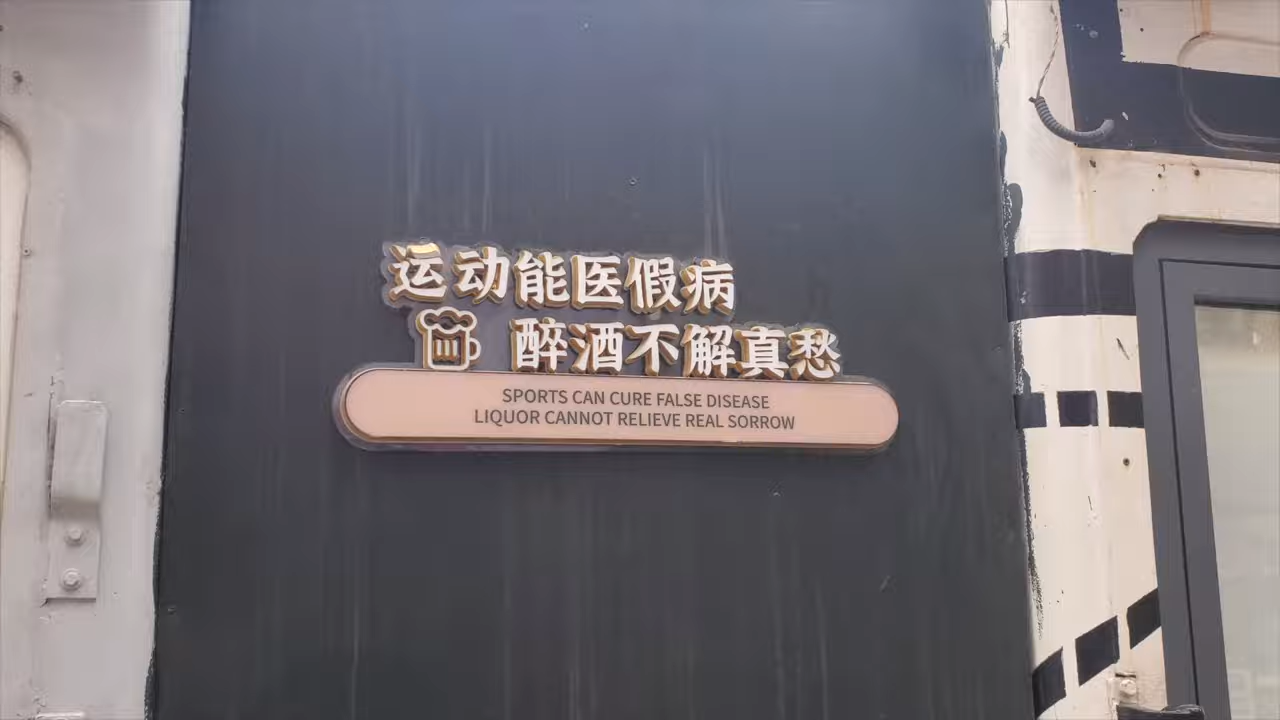 运动能医假病
醉酒不解真愁
SPORTS CAN CURE FALSE DISEASE
LIQUOR CANNOT RELIEVE REAL SORROW